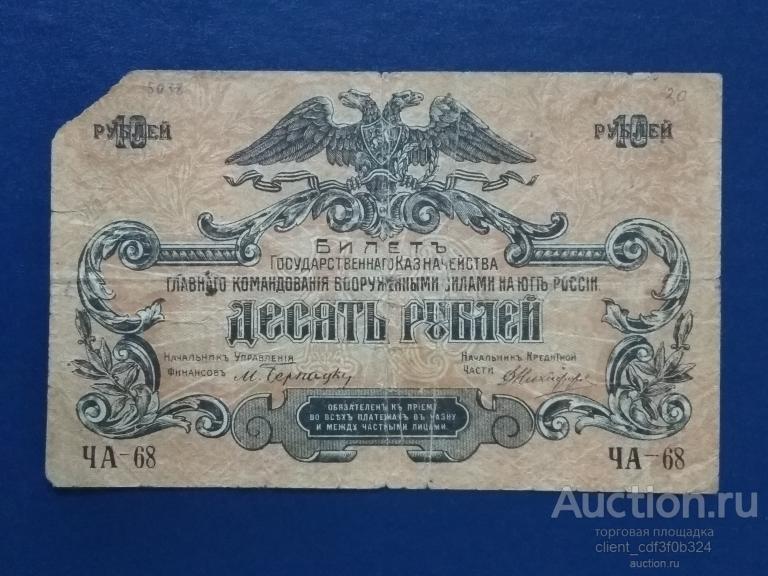 5038
20
10 РУБЛЕЙ
10 РУБЛЕЙ
БИЛЕТЪ
ГОСУДАРСТВЕННАГО КАЗНАЧЕЙСТВА
ГЛАВНАГО КОМАНДОВАНІЯ ВООРУЖЕННЫМИ СИЛАМИ НА ЮГѢ РОССІИ
ДЕСЯТЬ РУБЛЕЙ
НАЧАЛЬНИКЪ УПРАВЛЕНІЯ
ФИНАНСОВЪ
НАЧАЛЬНИКЪ КРЕДИТНОЙ
ЧАСТИ
ОБЯЗАТЕЛЕНЪ КЪ ПРІЕМУ
ВО ВСѢХЪ ПЛАТЕЖАХЪ ВЪ КАЗНУ
И МЕЖДУ ЧАСТНЫМИ ЛИЦАМИ.
ЧА-68
ЧА-68
Auction.ru
торговая площадка
client_cdf3f0b324
auction.ru